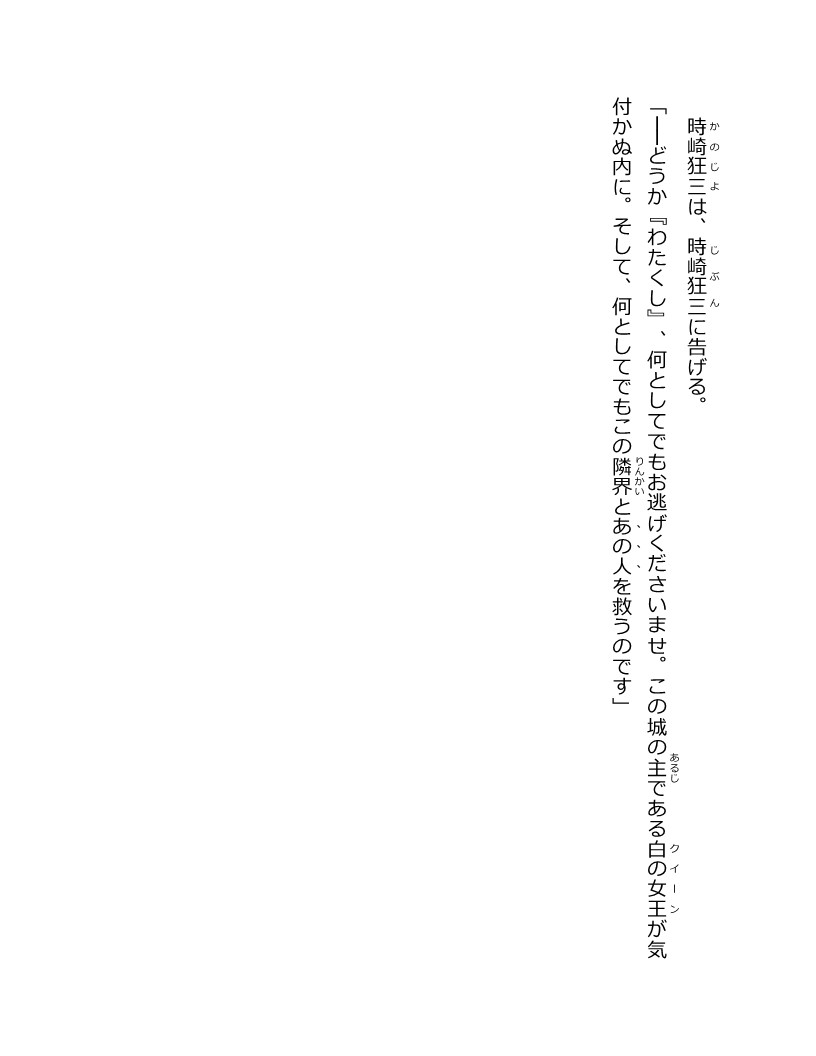 時崎狂三は、時崎狂三に告げる。
かのじょ
じぶん
「──どうか『わたくし』、何としてでもお逃げくださいませ。この城の主である白の女王が気
あるじ
クイーン
付かぬ内に。そして、何としてでもこの隣界とあの人を救うのです」
りんかい